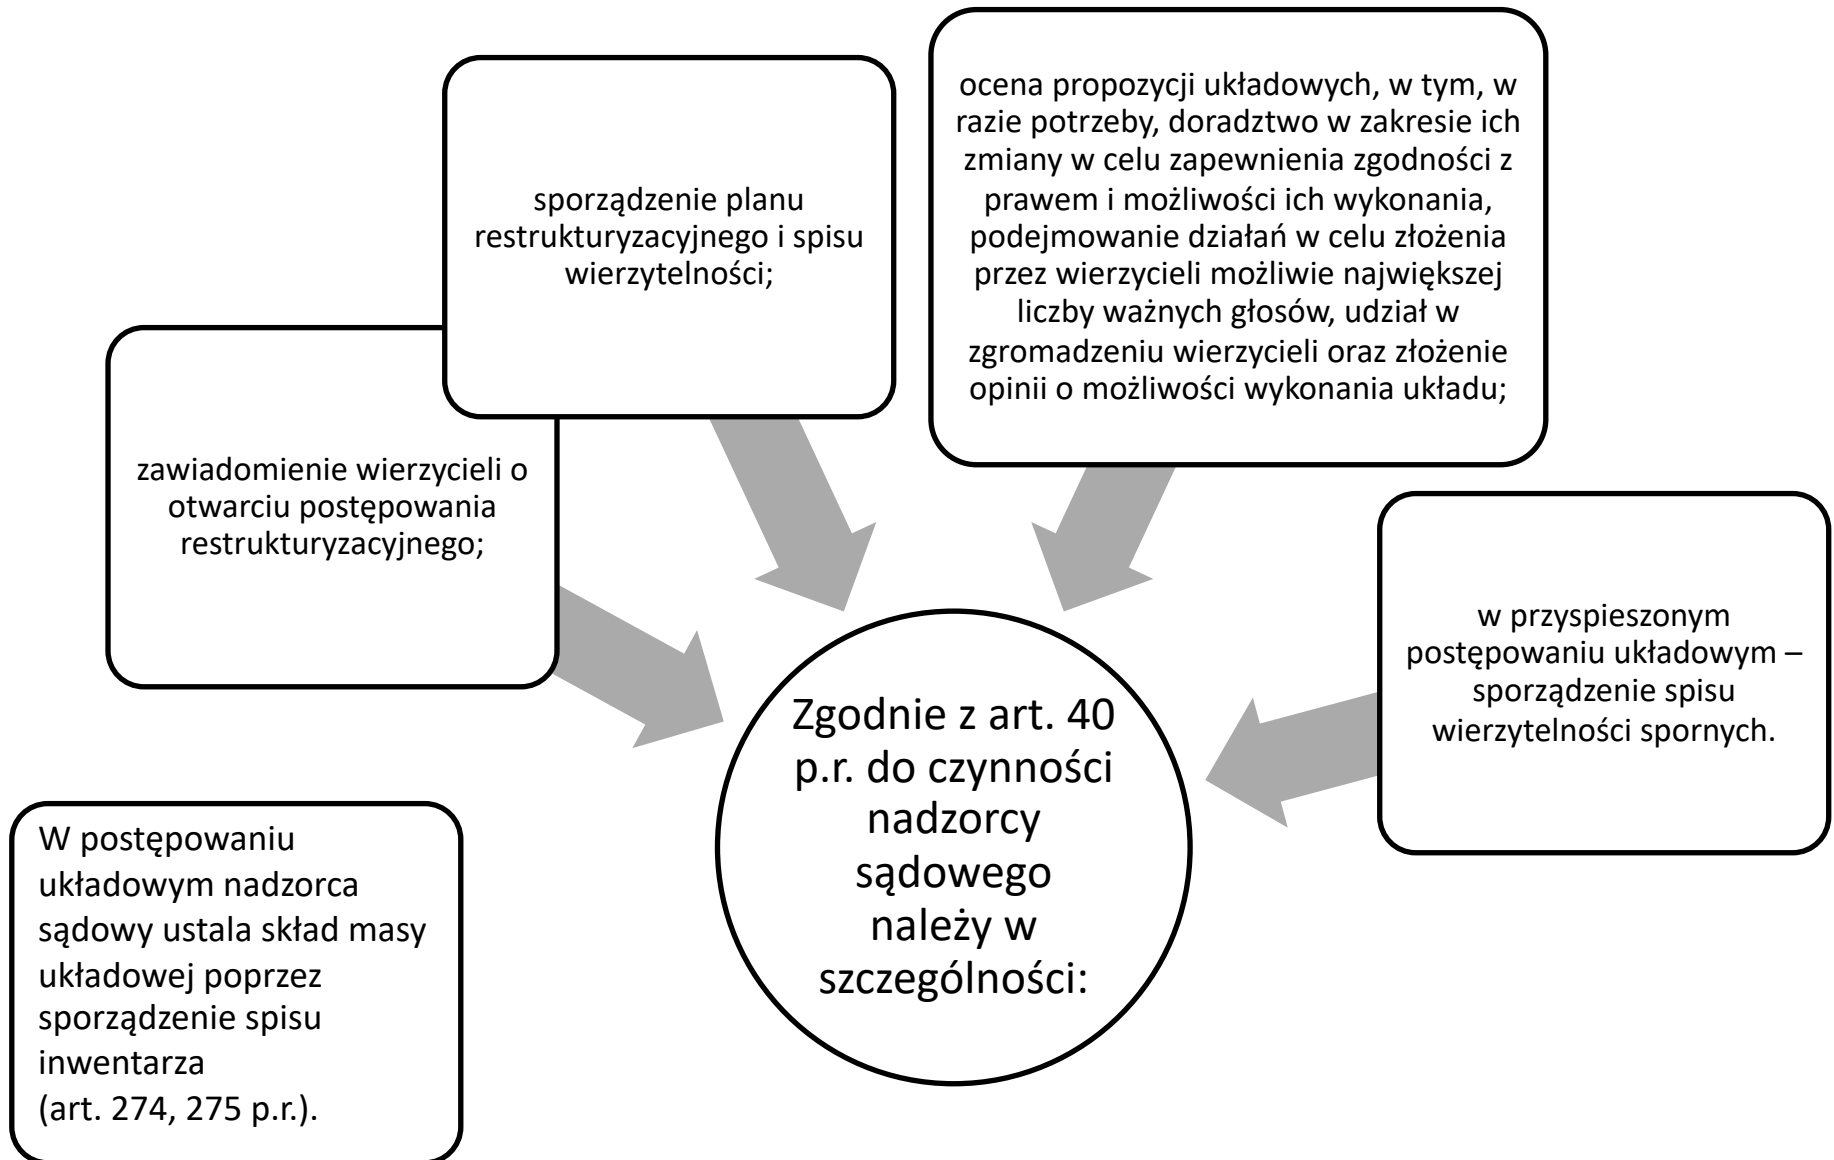 ocena propozycji układowych, w tym, w
razie potrzeby, doradztwo w zakresie ich
zmiany w celu zapewnienia zgodności z
prawem i możliwości ich wykonania,
podejmowanie działań w celu złożenia
przez wierzycieli możliwie największej
liczby ważnych głosów, udział w
zgromadzeniu wierzycieli oraz złożenie
opinii o możliwości wykonania układu;
sporządzenie planu
restrukturyzacyjnego i spisu
wierzytelności;
zawiadomienie wierzycieli o
otwarciu postępowania
restrukturyzacyjnego;
w przyspieszonym
postępowaniu układowym –
sporządzenie spisu
wierzytelności spornych.
Zgodnie z art. 40
p.r. do czynności
nadzorcy
sądowego
należy w
szczególności:
W postępowaniu
układowym nadzorca
sądowy ustala skład masy
układowej poprzez
sporządzenie spisu
inwentarza
(art. 274, 275 p.r.).